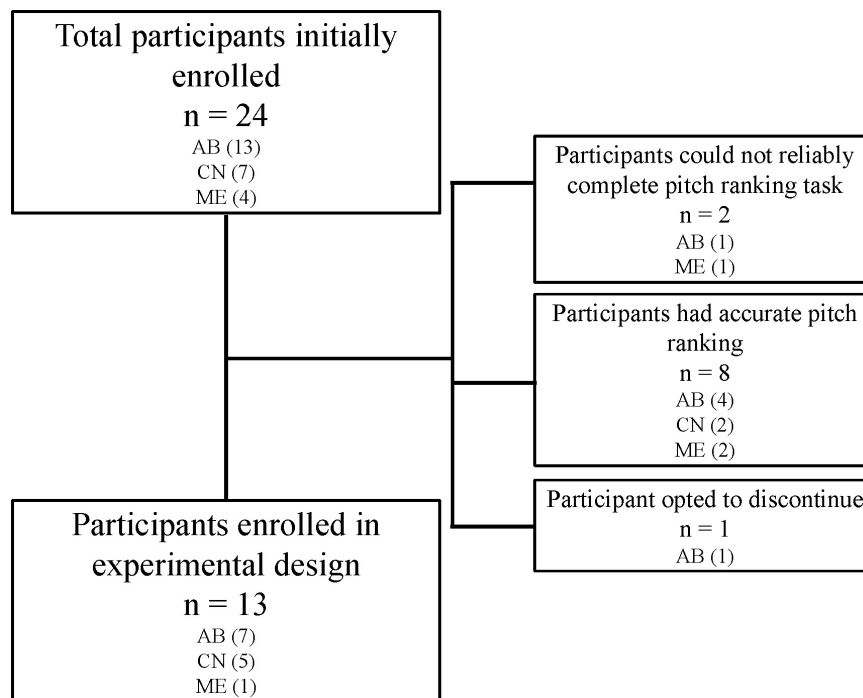 Total participants initially
enrolled
n = 24
AB (13)
CN (7)
ME (4)
Participants could not reliably
complete pitch ranking task
n = 2
AB (1)
ME (1)
Participants had accurate pitch
ranking
n = 8
AB (4)
CN (2)
ME (2)
Participant opted to discontinue
n = 1
AB (1)
Participants enrolled in
experimental design
n = 13
AB (7)
CN (5)
ME (1)